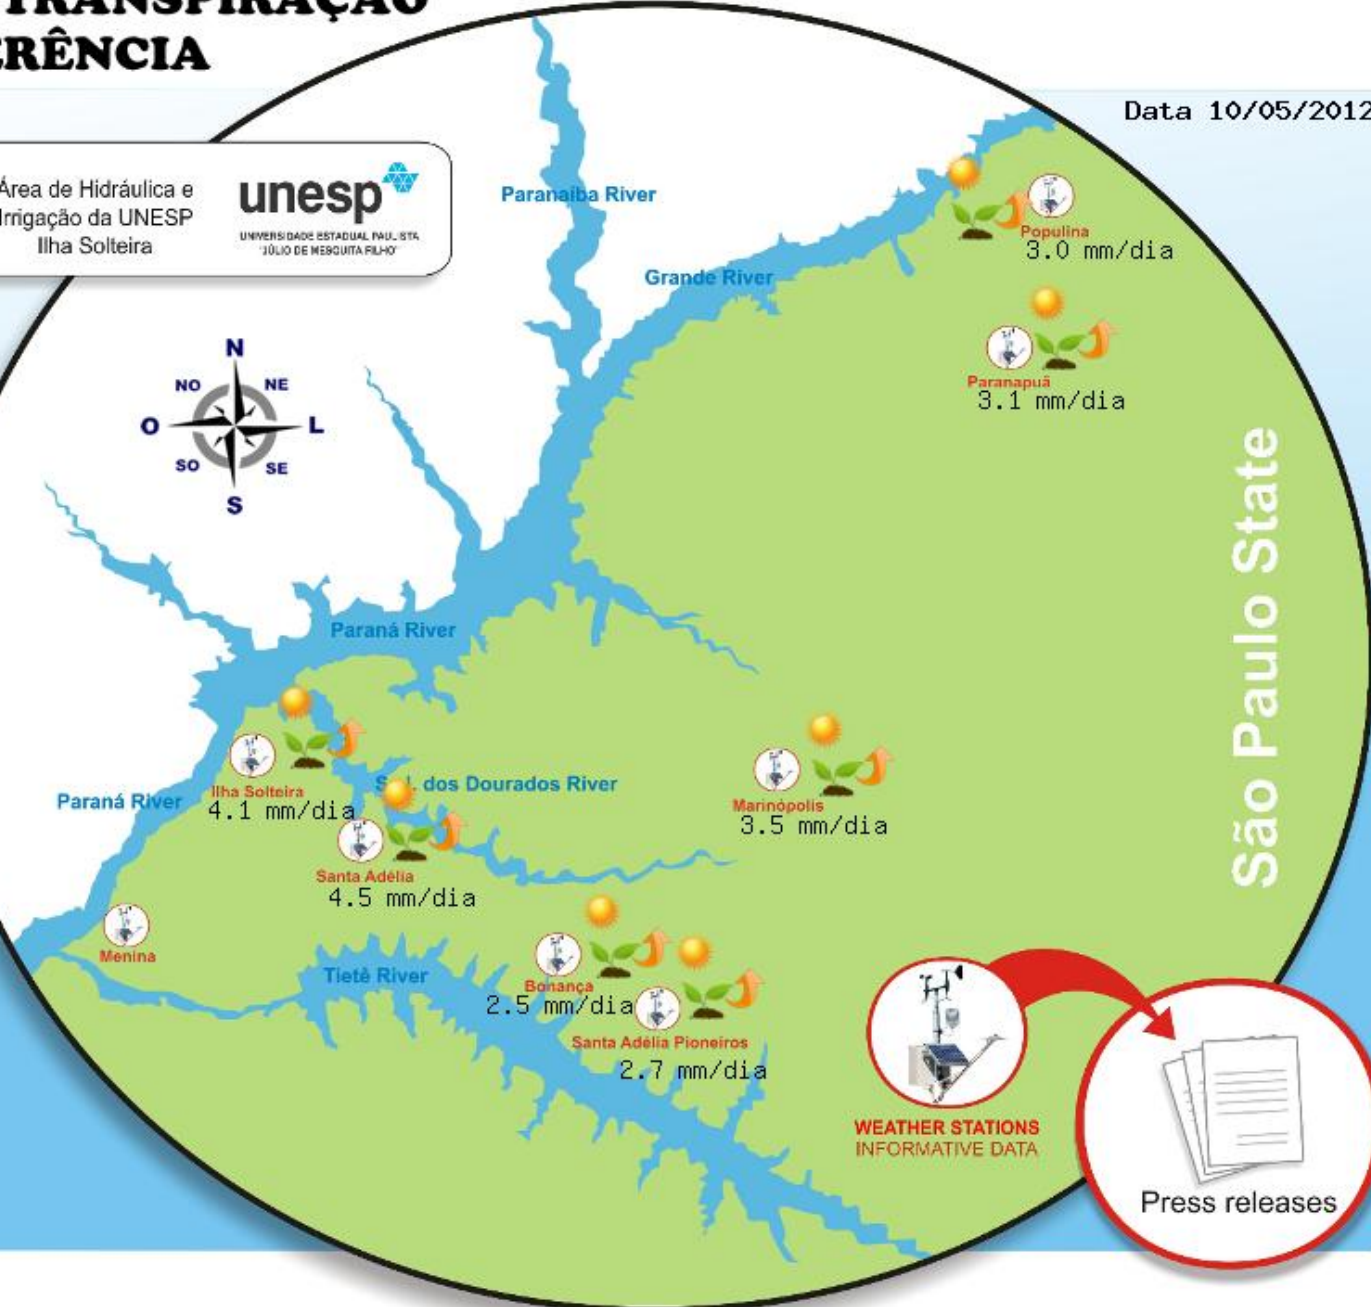 TRANSPIRAÇÃO
ERÊNCIA
Data 10/05/2012
Área de Hidráulica e
Irrigação da UNESP
Ilha Solteira
unesp
UNIVERSIDADE ESTADUAL PAULISTA
"JÚLIO DE MESQUITA FILHO"
Paranaíba River
Populina
3.0 mm/dia
Grande River
N
NO
NE
O
L
SO
SE
S
Paranapuã
3.1 mm/dia
São Paulo State
Paraná River
Ilha Solteira
4.1 mm/dia
Paraná River
dos Dourados River
Marinópolis
3.5 mm/dia
Santa Adélia
4.5 mm/dia
Menina
Tietê River
Bonança
2.5 mm/dia
Santa Adélia Pioneiros
2.7 mm/dia
WEATHER STATIONS
INFORMATIVE DATA
Press releases